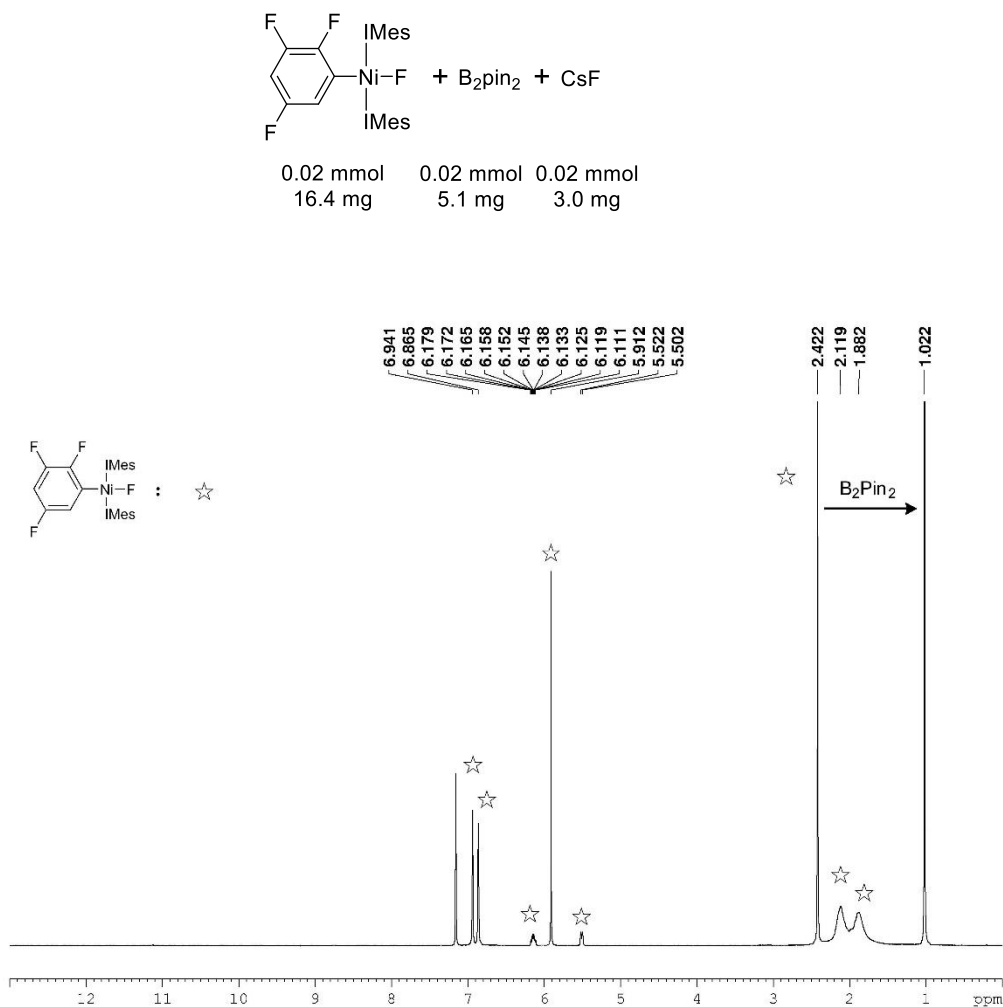 F
F
IMes
Ni–F + B₂pin₂ + CsF
F
IMes
0.02 mmol 0.02 mmol 0.02 mmol
16.4 mg 5.1 mg 3.0 mg
6.941
6.865
6.179
6.172
6.165
6.158
6.152
6.145
6.138
6.133
6.125
6.119
6.111
5.912
5.522
5.502
2.422
2.119
1.882
1.022
F
F
IMes
Ni–F :
F
IMes
B₂Pin₂
12 11 10 9 8 7 6 5 4 3 2 1 ppm